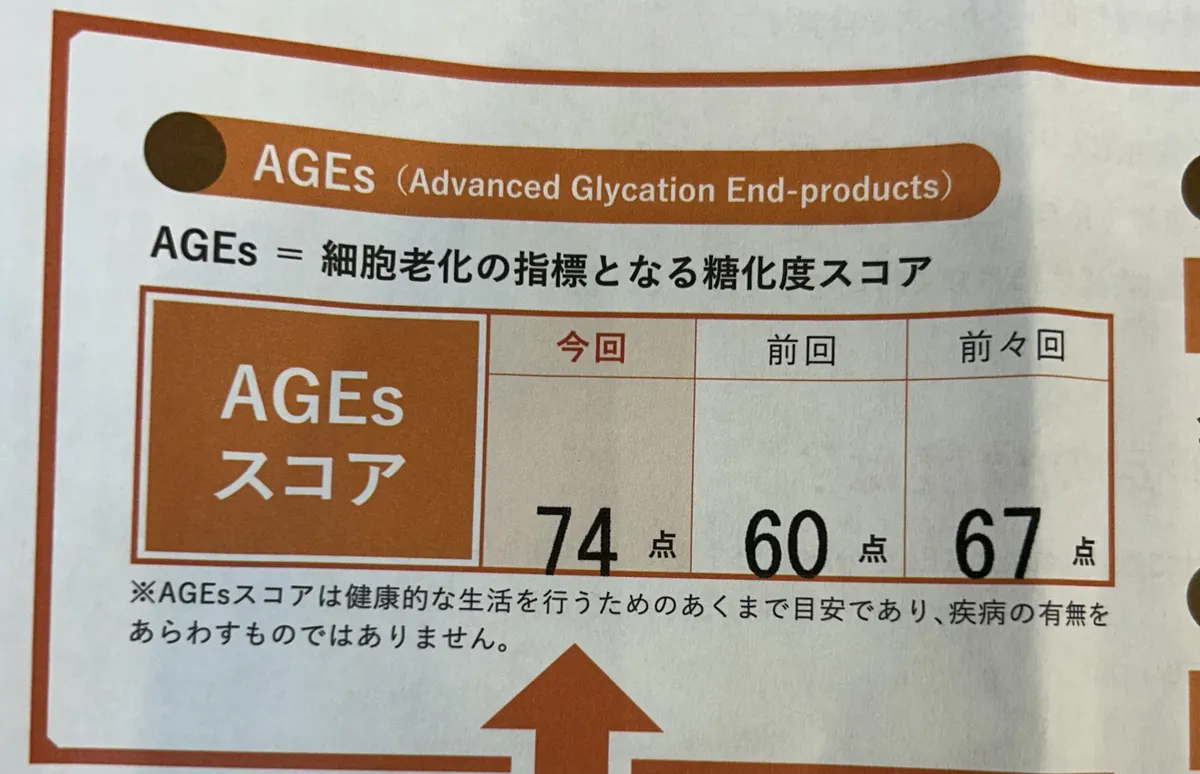 AGEs（Advanced Glycation End-products）
AGEs = 細胞老化の指標となる糖化度スコア
AGEs
スコア
今回 前回 前々回
74 点 60 点 67 点
※AGEsスコアは健康的な生活を行うためのあくまで目安であり、疾病の有無を
あらわすものではありません。